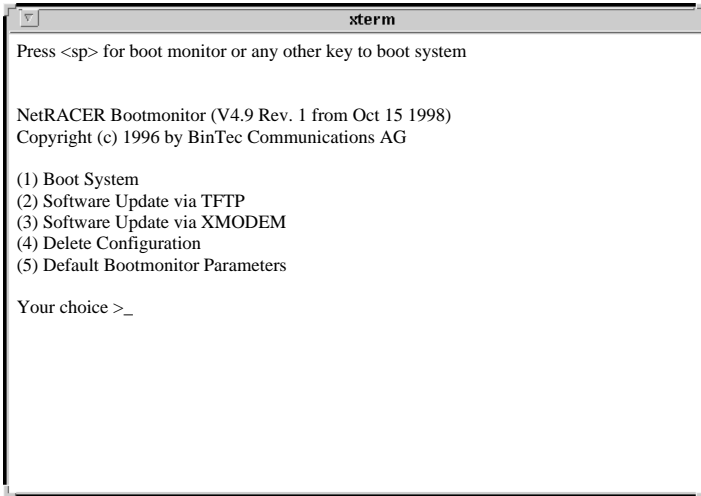 xterm
Press <sp> for boot monitor or any other key to boot system
NetRACER Bootmonitor (V4.9 Rev. 1 from Oct 15 1998)
Copyright (c) 1996 by BinTec Communications AG
(1) Boot System
(2) Software Update via TFTP
(3) Software Update via XMODEM
(4) Delete Configuration
(5) Default Bootmonitor Parameters
Your choice >_